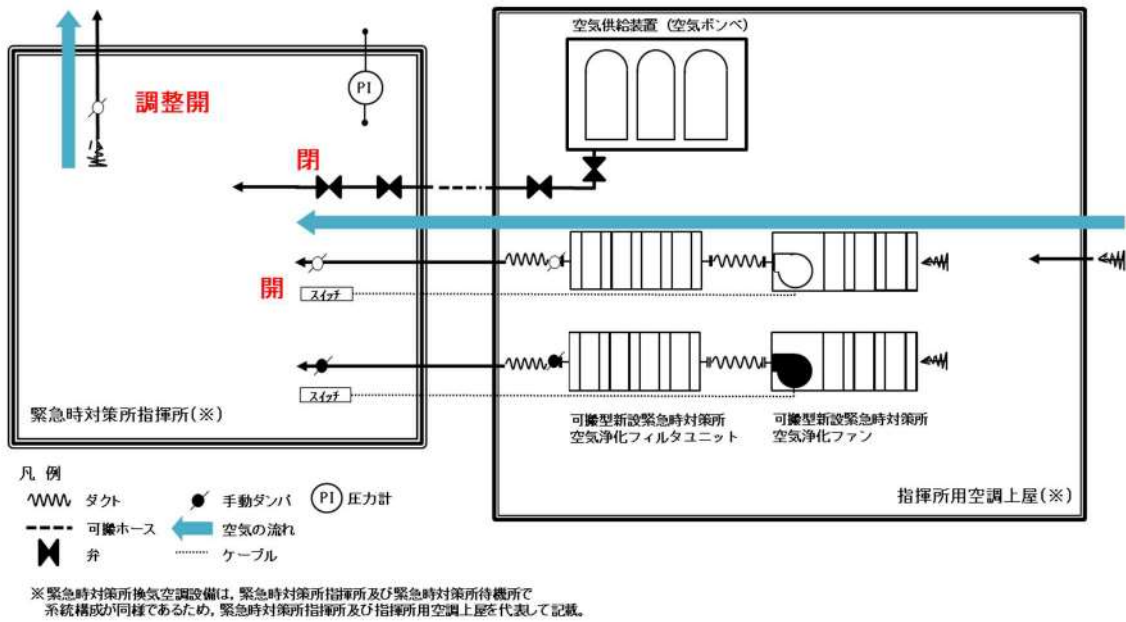 空気供給装置（空気ボンベ）
調整開
PI
閉
開
スイッチ
スイッチ
緊急時対策所指揮所(※)
可搬型新設緊急時対策所
空気浄化フィルタユニット
可搬型新設緊急時対策所
空気浄化ファン
指揮所用空調上屋(※)
凡 例
ダクト
手動ダンパ
PI
圧力計
可搬ホース
空気の流れ
弁
ケーブル
※緊急時対策所換気空調設備は，緊急時対策所指揮所及び緊急時対策所待機所で
系統構成が同様であるため，緊急時対策所指揮所及び指揮所用空調上屋を代表して記載。